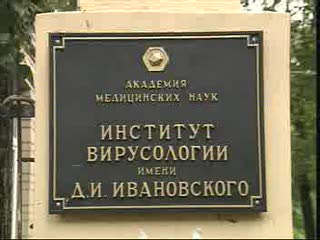 АКАДЕМИЯ
МЕДИЦИНСКИХ НАУК
ИНСТИТУТ
ВИРУСОЛОГИИ
ИМЕНИ
Д.И. ИВАНОВСКОГО